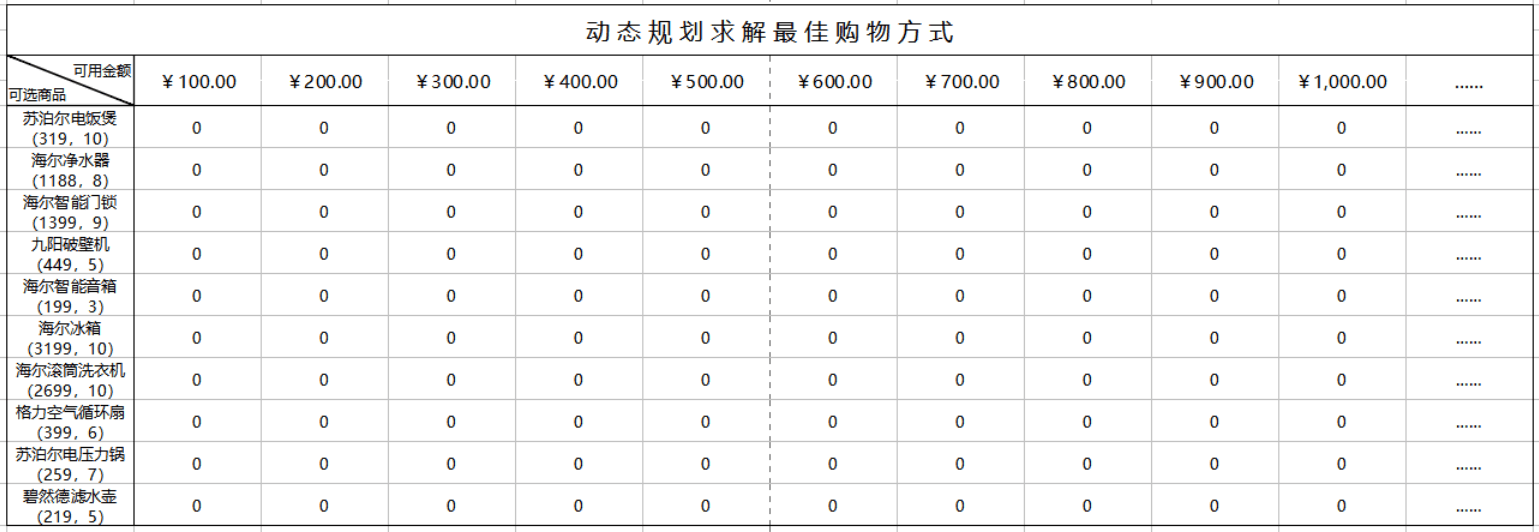 动态规划求解最佳购物方式
可用金额
可选商品
￥100.00 ￥200.00 ￥300.00 ￥400.00 ￥500.00 ￥600.00 ￥700.00 ￥800.00 ￥900.00 ￥1,000.00 ......
苏泊尔电饭煲
(319，10) 0 0 0 0 0 0 0 0 0 0 ......
海尔净水器
(1188，8) 0 0 0 0 0 0 0 0 0 0 ......
海尔智能门锁
(1399，9) 0 0 0 0 0 0 0 0 0 0 ......
九阳破壁机
(449，5) 0 0 0 0 0 0 0 0 0 0 ......
海尔智能音箱
(199，3) 0 0 0 0 0 0 0 0 0 0 ......
海尔冰箱
(3199，10) 0 0 0 0 0 0 0 0 0 0 ......
海尔滚筒洗衣机
(2699，10) 0 0 0 0 0 0 0 0 0 0 ......
格力空气循环扇
(399，6) 0 0 0 0 0 0 0 0 0 0 ......
苏泊尔电压力锅
(259，7) 0 0 0 0 0 0 0 0 0 0 ......
碧然德滤水壶
(219，5) 0 0 0 0 0 0 0 0 0 0 ......